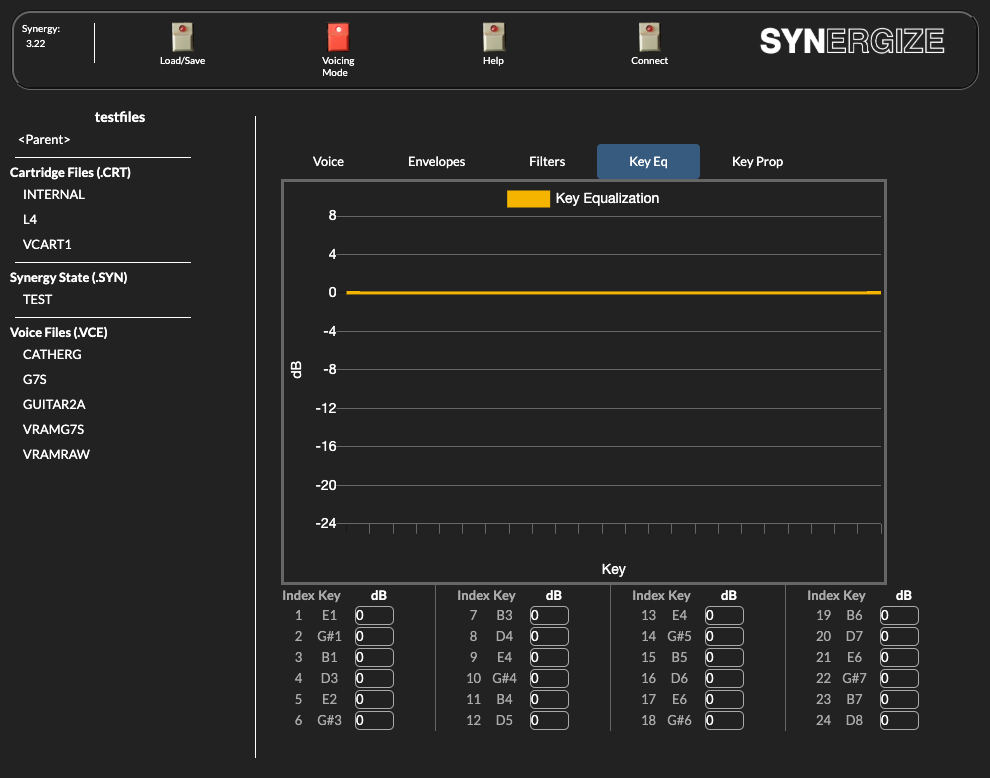 Synergy:
3.22
Load/Save
Voicing
Mode
Help
Connect
SYNERGIZE
testfiles
<Parent>
Cartridge Files (.CRT)
INTERNAL
L4
VCART1
Synergy State (.SYN)
TEST
Voice Files (.VCE)
CATHERG
G7S
GUITAR2A
VRAMG7S
VRAMRAW
Voice Envelopes Filters Key Eq Key Prop
Key Equalization
8
4
0
-4
-8
-12
-16
-20
-24
dB
Key
Index Key dB Index Key dB Index Key dB Index Key dB
1 E1 0 7 B3 0 13 E4 0 19 B6 0
2 G#1 0 8 D4 0 14 G#5 0 20 D7 0
3 B1 0 9 E4 0 15 B5 0 21 E6 0
4 D3 0 10 G#4 0 16 D6 0 22 G#7 0
5 E2 0 11 B4 0 17 E6 0 23 B7 0
6 G#3 0 12 D5 0 18 G#6 0 24 D8 0